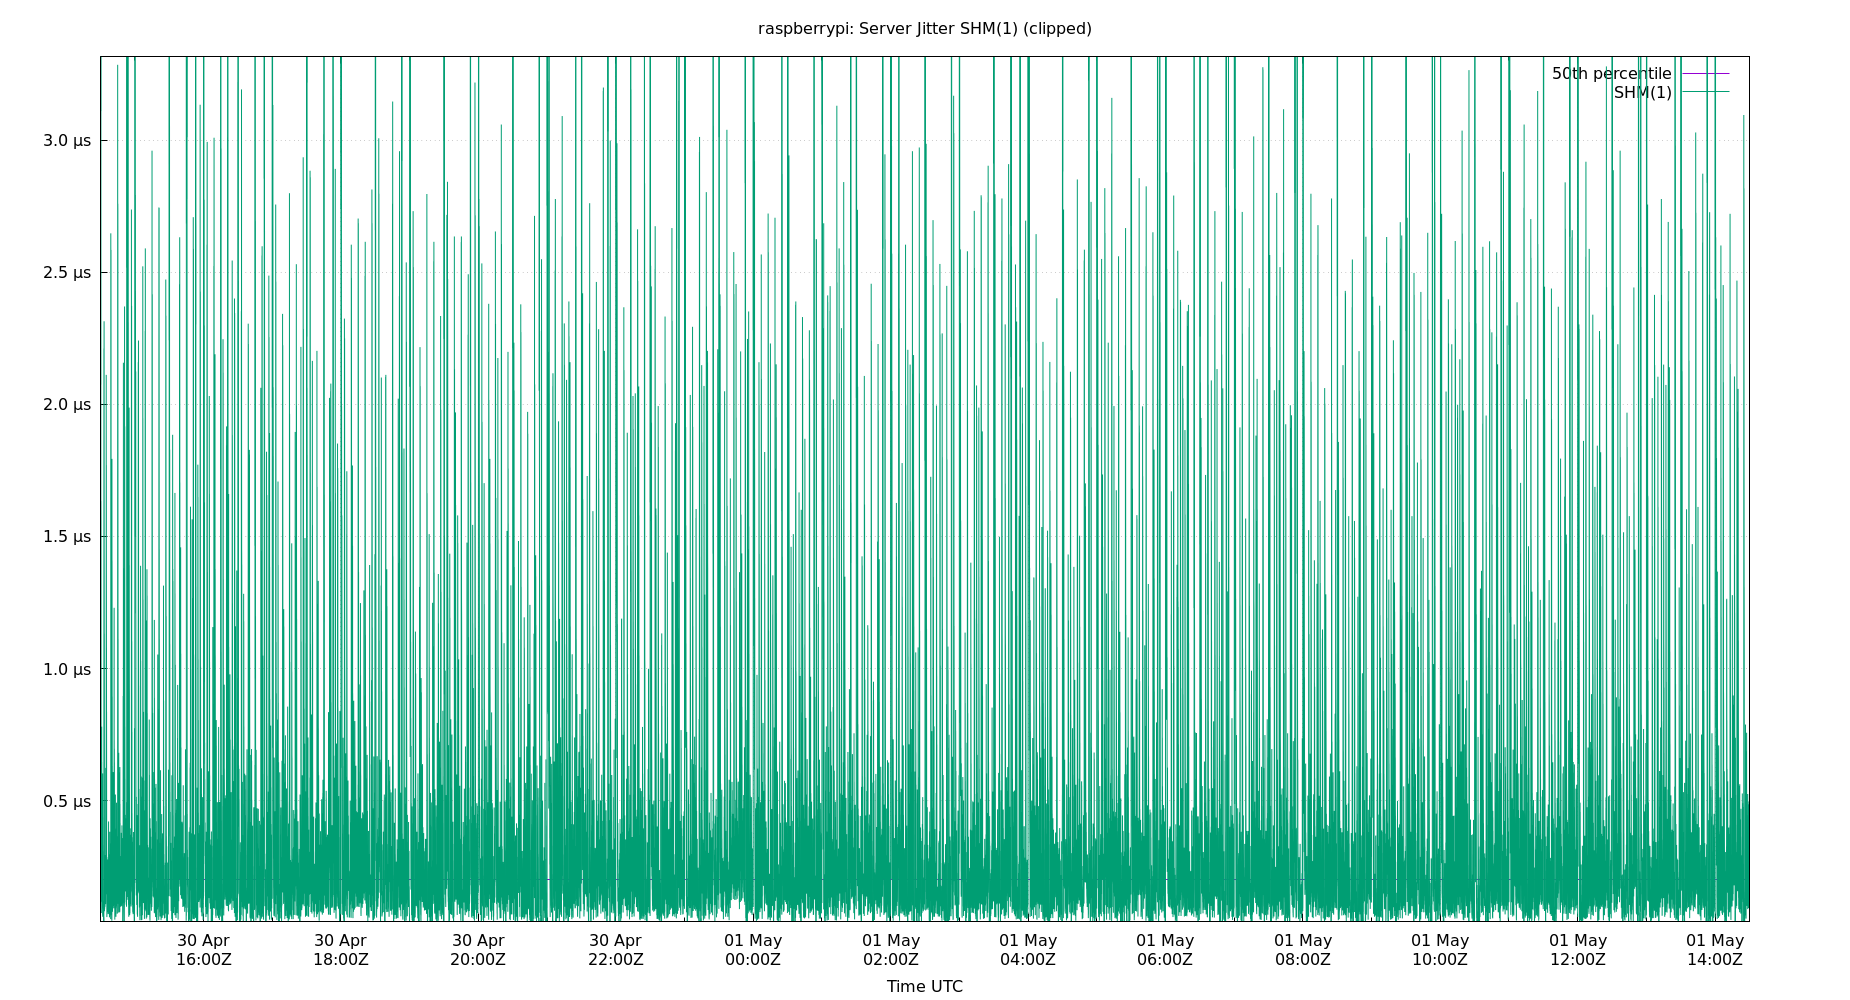 raspberrypi: Server Jitter SHM(1) (clipped)
50th percentile
SHM(1)
3.0 µs
2.5 µs
2.0 µs
1.5 µs
1.0 µs
0.5 µs
30 Apr 30 Apr 30 Apr 30 Apr 01 May 01 May 01 May 01 May 01 May 01 May 01 May 01 May
16:00Z 18:00Z 20:00Z 22:00Z 00:00Z 02:00Z 04:00Z 06:00Z 08:00Z 10:00Z 12:00Z 14:00Z
Time UTC